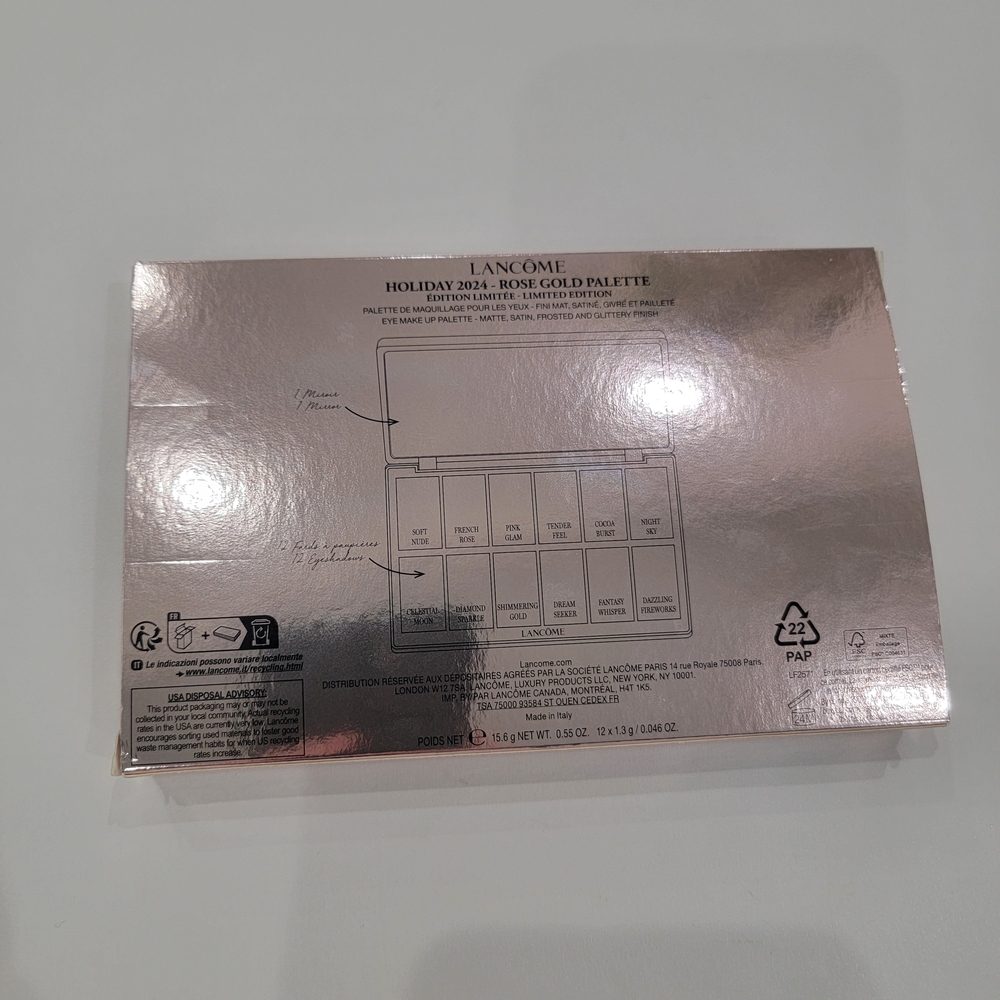 LANCÔME
HOLIDAY 2024 - ROSE GOLD PALETTE
ÉDITION LIMITÉE - LIMITED EDITION
PALETTE DE MAQUILLAGE POUR LES YEUX - FINI MAT, SATINÉ, GIVRÉ ET PAILLETÉ
EYE MAKE UP PALETTE - MATTE, SATIN, FROSTED AND GLITTERY FINISH
1 Miroir
1 Mirror
SOFT NUDE
FRENCH ROSE
PINK GLAM
TENDER FEEL
COCOA BURST
NIGHT SKY
12 Fards à paupières
12 Eyeshadows
CELESTIAL MOON
DIAMOND SPARKLE
SHIMMERING GOLD
DREAM SEEKER
FANTASY WHISPER
DAZZLING FIREWORKS
LANCÔME
FR
+
IT Le indicazioni possono variare localmente
www.lancome.it/recycling.html
USA DISPOSAL ADVISORY:
This product packaging may or may not be
collected in your local community. Actual recycling
rates in the USA are currently very low. Lancôme
encourages sorting used materials to foster good
waste management habits for when US recycling
rates increase.
Lancome.com
DISTRIBUTION RÉSERVÉE AUX DÉPOSITAIRES AGRÉÉS PAR LA SOCIÉTÉ LANCÔME PARIS 14 rue Royale 75008 Paris.
LONDON W12 7SA LANCÔME, LUXURY PRODUCTS LLC, NEW YORK, NY 10001.
IMP. BY/PAR LANCÔME CANADA, MONTRÉAL, H4T 1K5.
TSA 75000 93584 ST OUEN CEDEX FR
Made in Italy
POIDS NET e 15.6 g NET WT. 0.55 OZ. 12 x 1.3 g / 0.046 OZ.
22
PAP
FSC
MIXTE
24M